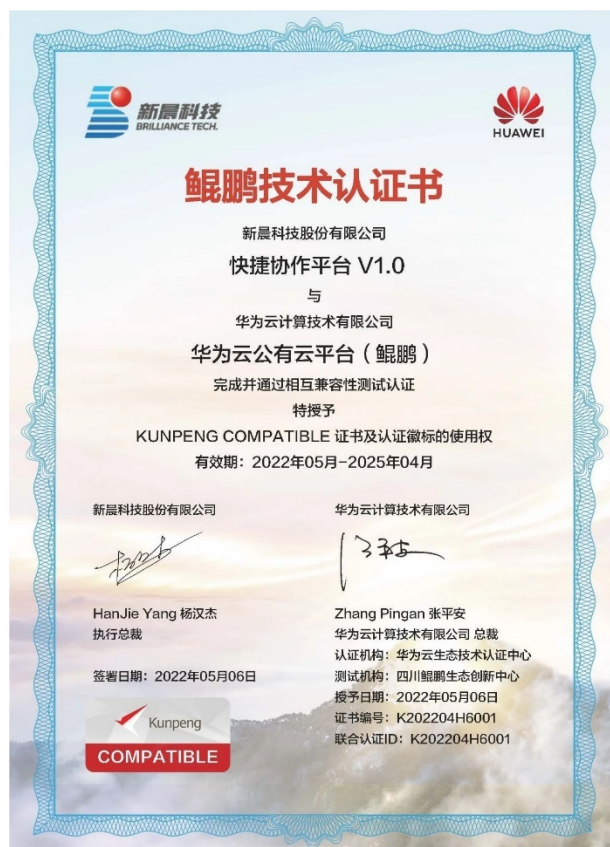 新晨科技
BRILLIANCE TECH.
HUAWEI
鲲鹏技术认证书
新晨科技股份有限公司
快捷协作平台 V1.0
与
华为云计算技术有限公司
华为云公有云平台（鲲鹏）
完成并通过相互兼容性测试认证
特授予
KUNPENG COMPATIBLE 证书及认证徽标的使用权
有效期：2022年05月-2025年04月
新晨科技股份有限公司
HanJie Yang 杨汉杰
执行总裁
签署日期：2022年05月06日
华为云计算技术有限公司
Zhang Pingan 张平安
华为云计算技术有限公司 总裁
认证机构：华为云生态技术认证中心
测试机构：四川鲲鹏生态创新中心
授予日期：2022年05月06日
证书编号：K202204H6001
联合认证ID：K202204H6001
Kunpeng
COMPATIBLE